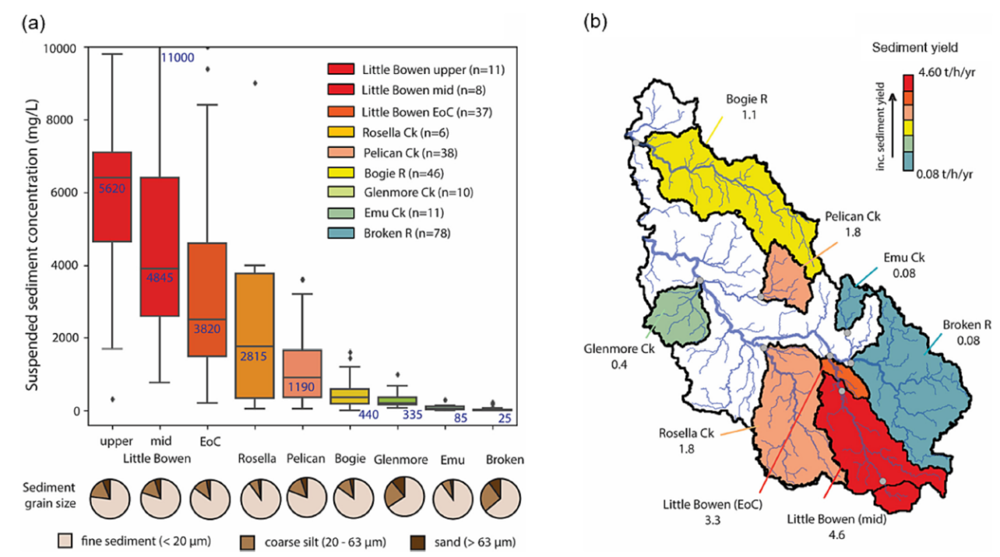 (a)
Suspended sediment concentration (mg/L)
10000
8000
6000
4000
2000
0
11000
5620
4845
3820
2815
1190
440
335
85
25
Little Bowen upper (n=11)
Little Bowen mid (n=8)
Little Bowen EoC (n=37)
Rosella Ck (n=6)
Pelican Ck (n=38)
Bogie R (n=46)
Glenmore Ck (n=10)
Emu Ck (n=11)
Broken R (n=78)
upper mid EoC
Little Bowen Rosella Pelican Bogie Glenmore Emu Broken
Sediment
grain size
fine sediment (< 20 μm) coarse silt (20 - 63 μm) sand (> 63 μm)
(b)
Sediment yield
4.60 t/h/yr
inc. sediment yield
0.08 t/h/yr
Bogie R
1.1
Pelican Ck
1.8
Emu Ck
0.08
Broken R
0.08
Glenmore Ck
0.4
Rosella Ck
1.8
Little Bowen (EoC)
3.3
Little Bowen (mid)
4.6